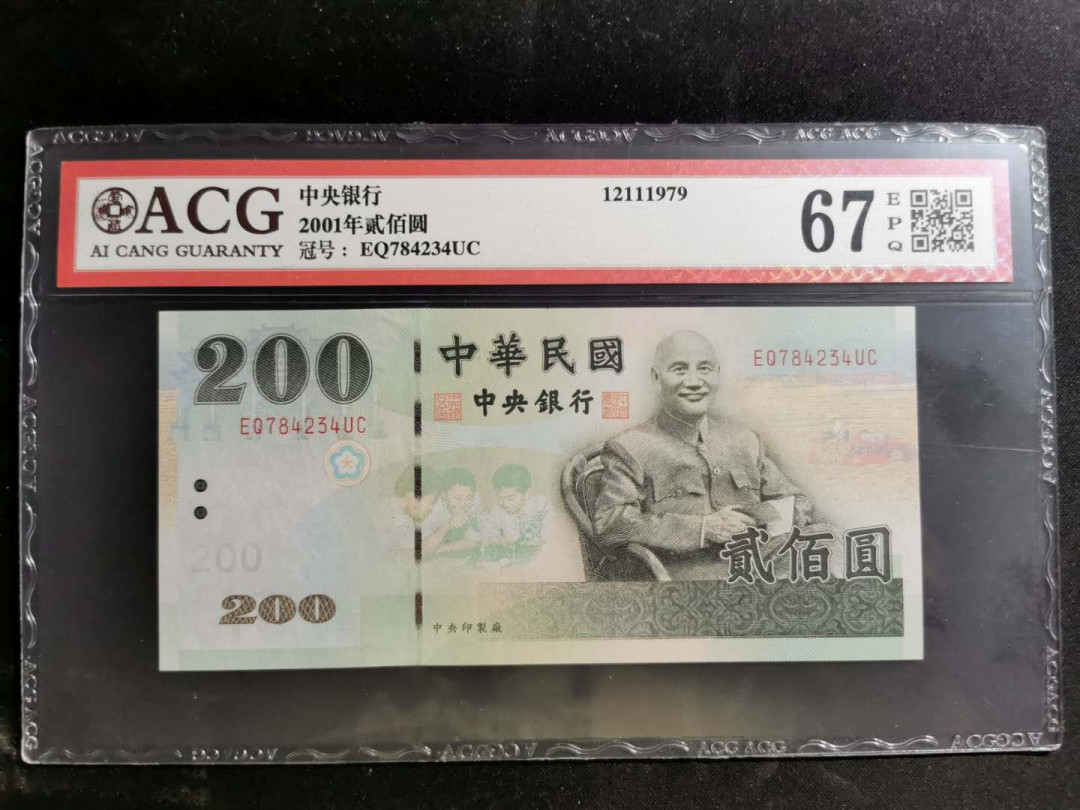 ACG
AI CANG GUARANTY
中央银行
2001年贰佰圆
冠号：EQ784234UC
12111979
67
EPQ
200
EQ784234UC
中華民國
中央銀行
EQ784234UC
200
200
貳佰圓
中央印製廠